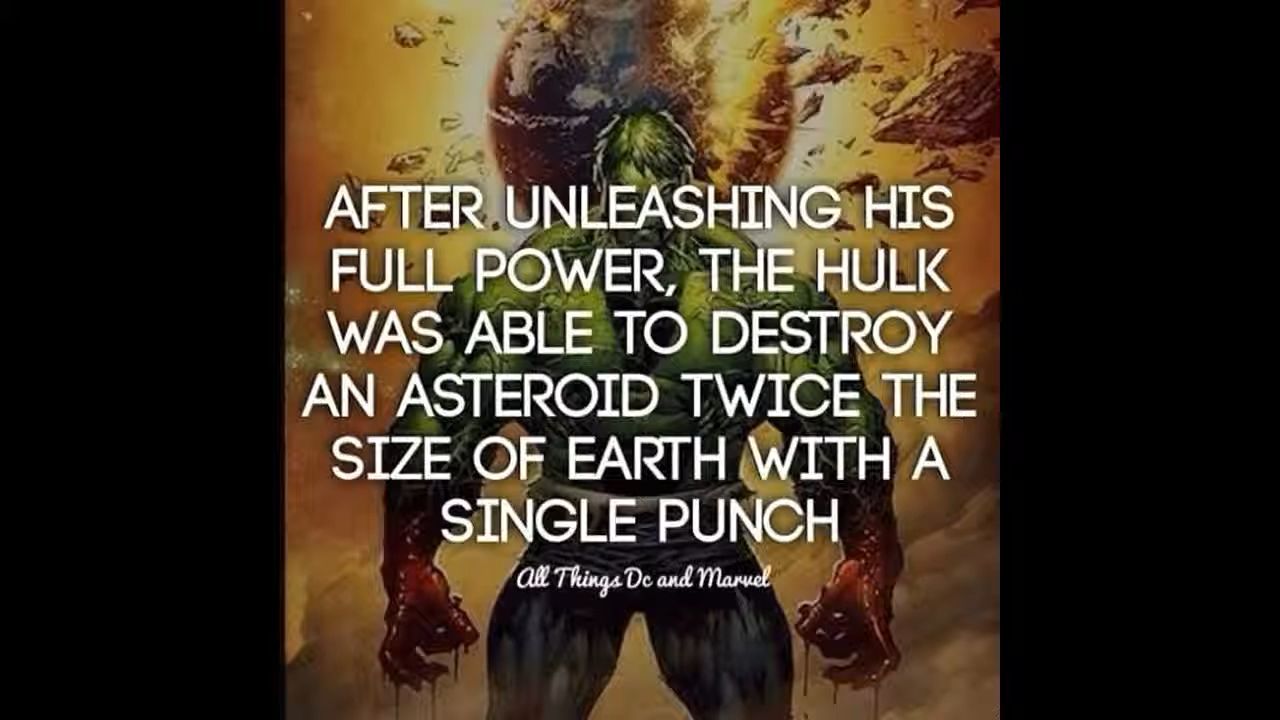 AFTER UNLEASHING HIS
FULL POWER, THE HULK
WAS ABLE TO DESTROY
AN ASTEROID TWICE THE
SIZE OF EARTH WITH A
SINGLE PUNCH
All Things Dc and Marvel